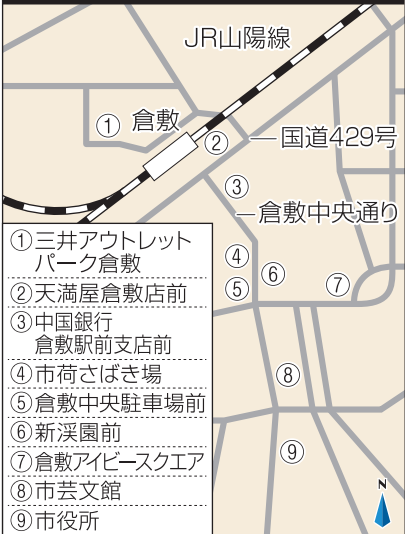 JR山陽線
① 倉敷
②
国道429号
③
倉敷中央通り
④
⑤
⑥
⑦
⑧
⑨
①三井アウトレット
パーク倉敷
②天満屋倉敷店前
③中国銀行
倉敷駅前支店前
④市荷さばき場
⑤倉敷中央駐車場前
⑥新渓園前
⑦倉敷アイビースクエア
⑧市芸文館
⑨市役所
N